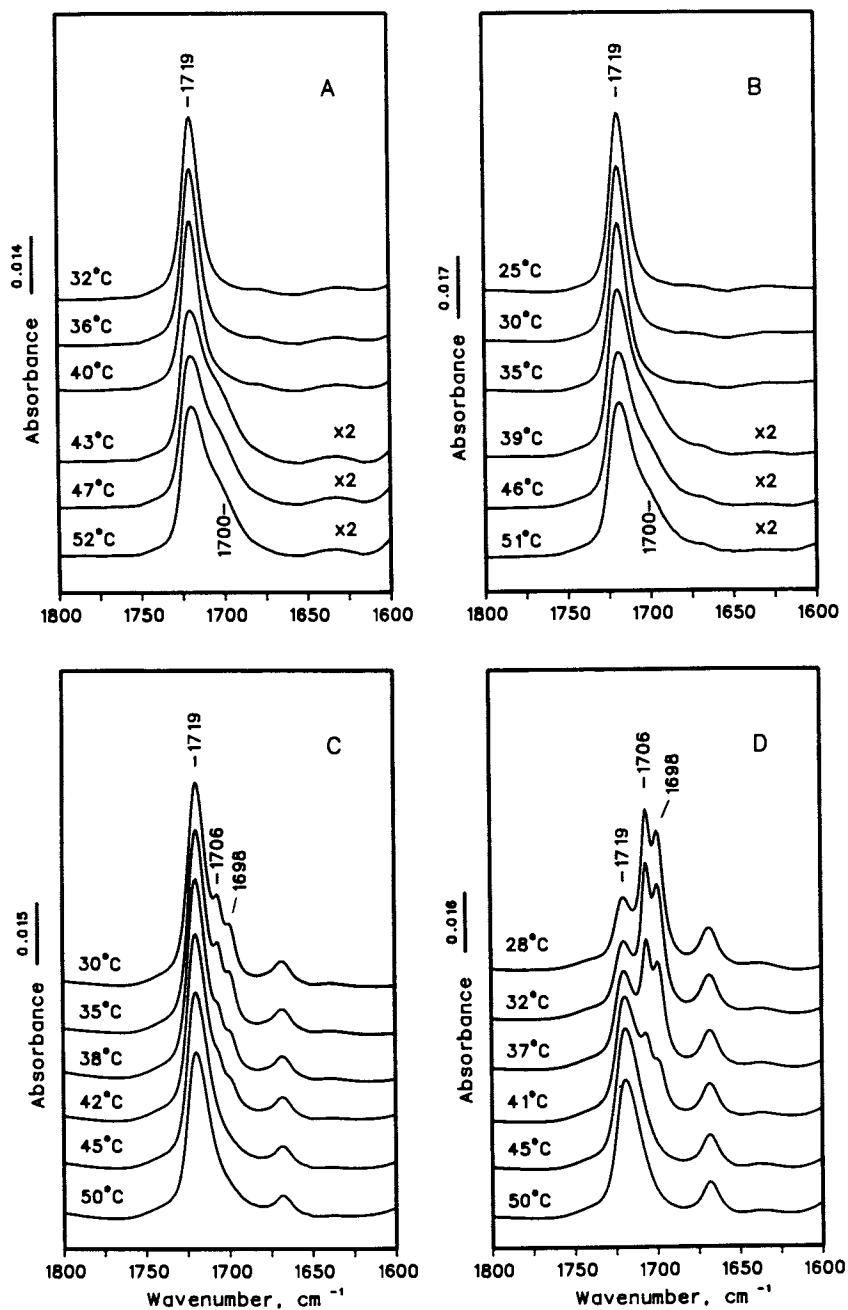 -1719
A
0.014
Absorbance
32°C
36°C
40°C
43°C
x2
47°C
x2
52°C
x2
1700-
1800 1750 1700 1650 1600
-1719
B
0.017
Absorbance
25°C
30°C
35°C
39°C
x2
46°C
x2
51°C
x2
1700-
1800 1750 1700 1650 1600
-1719
-1706
1698
C
0.015
Absorbance
30°C
35°C
38°C
42°C
45°C
50°C
1800 1750 1700 1650 1600
Wavenumber, cm -1
-1706
-1719
1698
D
0.016
Absorbance
28°C
32°C
37°C
41°C
45°C
50°C
1800 1750 1700 1650 1600
Wavenumber, cm -1